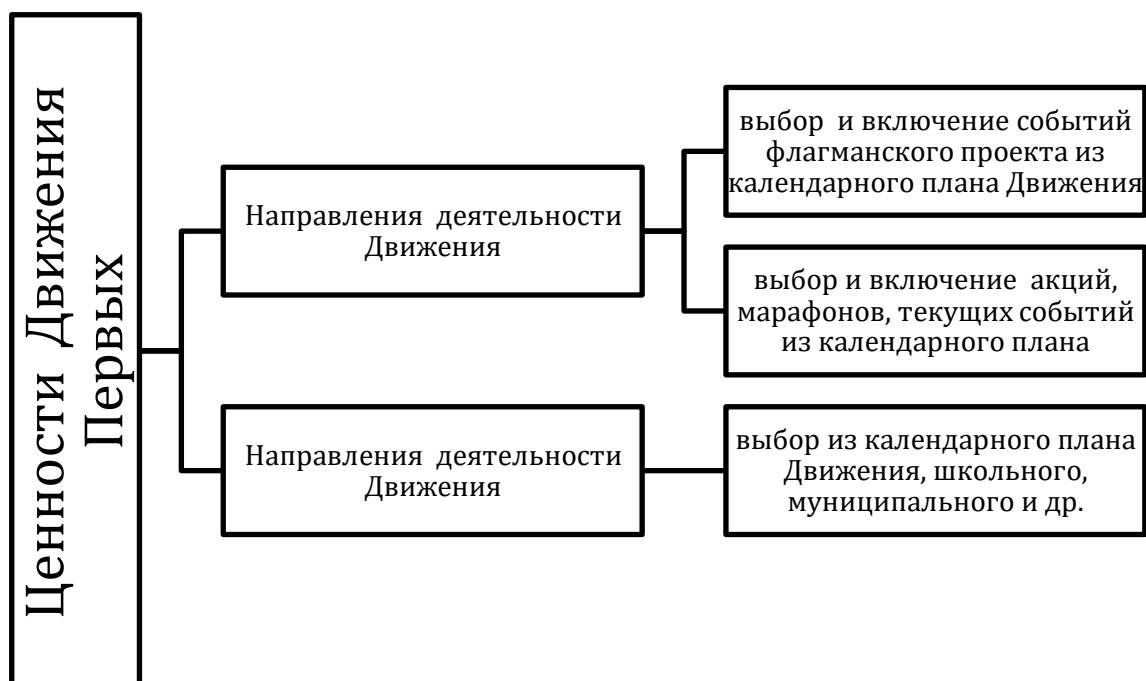 Ценности Движения
Первых
Направления деятельности
Движения
выбор и включение событий
флагманского проекта из
календарного плана Движения
выбор и включение акций,
марафонов, текущих событий
из календарного плана
Направления деятельности
Движения
выбор из календарного плана
Движения, школьного,
муниципального и др.